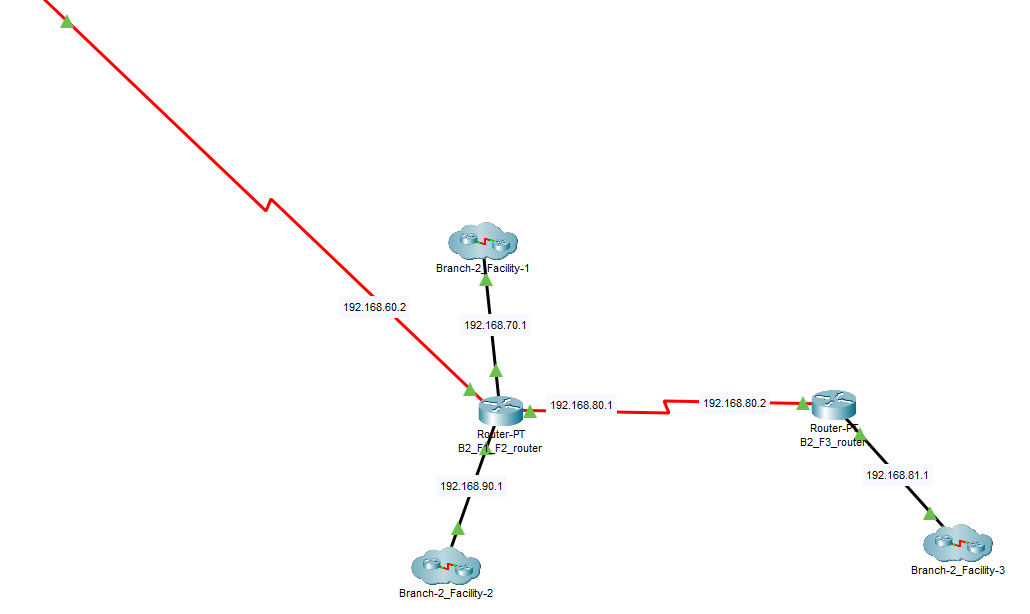 Branch-2_Facility-1
192.168.60.2
192.168.70.1
192.168.80.1
192.168.80.2
Router-PT
B2_F1_F2_router
Router-PT
B2_F3_router
192.168.81.1
192.168.90.1
Branch-2_Facility-3
Branch-2_Facility-2